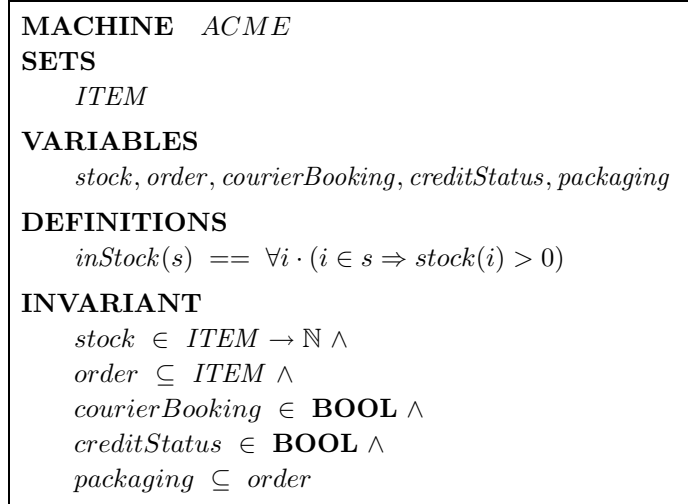 MACHINE ACME
SETS
ITEM
VARIABLES
stock, order, courierBooking, creditStatus, packaging
DEFINITIONS
inStock(s) == ∀i · (i ∈ s ⇒ stock(i) > 0)
INVARIANT
stock ∈ ITEM → ℕ ∧
order ⊆ ITEM ∧
courierBooking ∈ BOOL ∧
creditStatus ∈ BOOL ∧
packaging ⊆ order